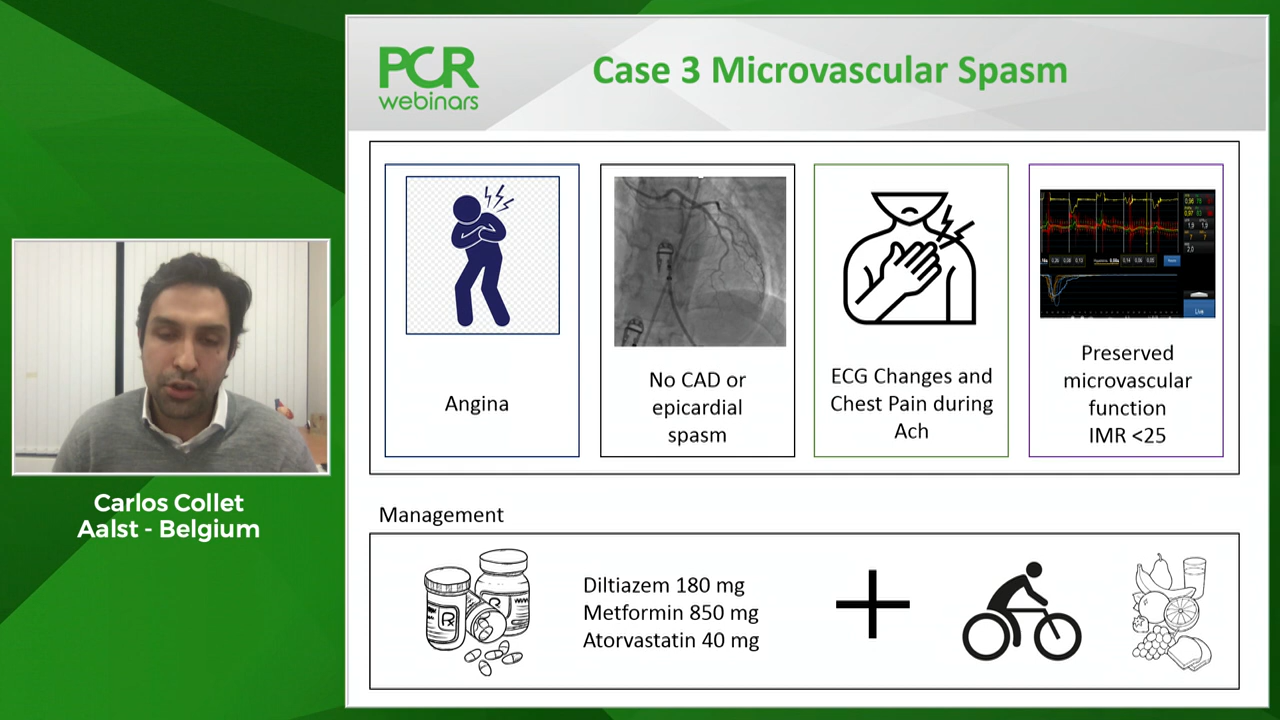 PCR
webinars
Case 3 Microvascular Spasm
Angina
No CAD or
epicardial
spasm
ECG Changes and
Chest Pain during
Ach
Preserved
microvascular
function
IMR <25
Carlos Collet
Aalst - Belgium
Management
Diltiazem 180 mg
Metformin 850 mg
Atorvastatin 40 mg